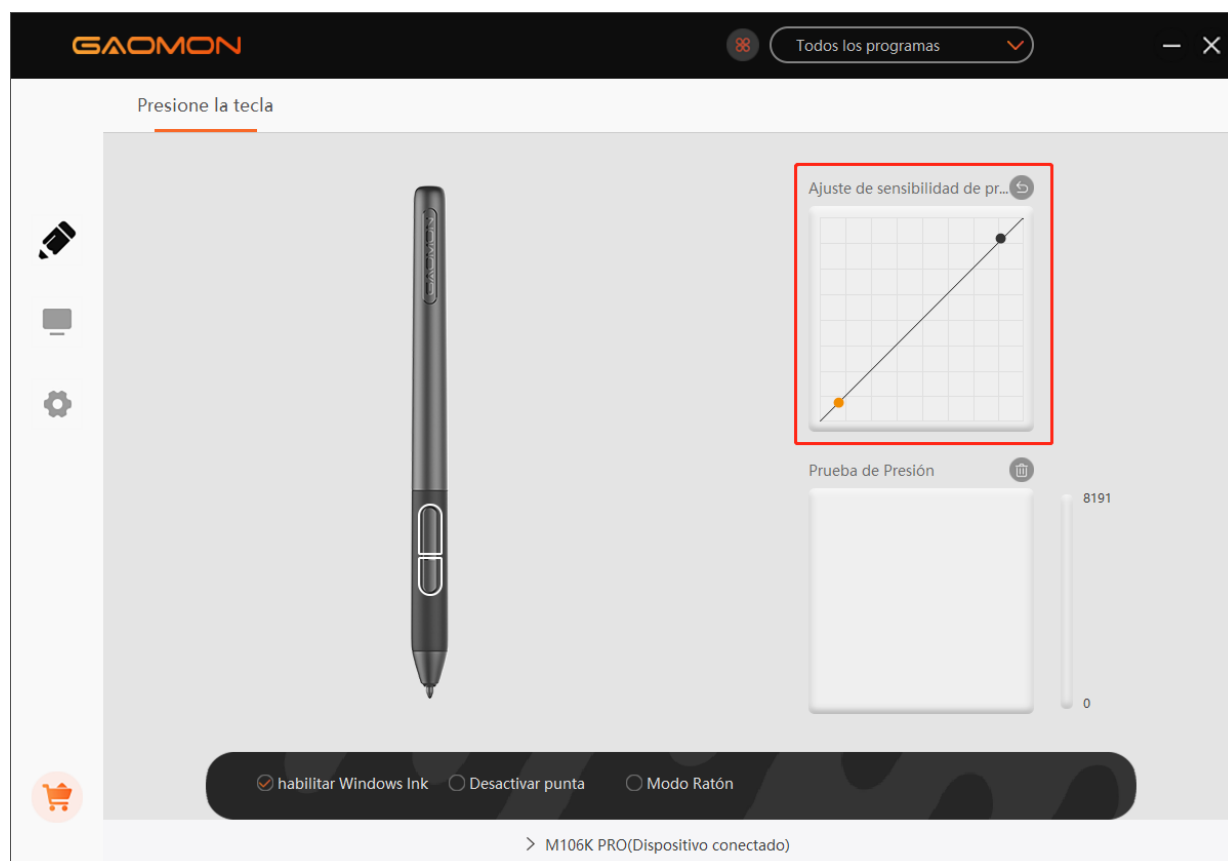 GAOMON
Todos los programas
Presione la tecla
Ajuste de sensibilidad de pr...
GAOMON
Prueba de Presión
8191
0
habilitar Windows Ink
Desactivar punta
Modo Ratón
M106K PRO(Dispositivo conectado)